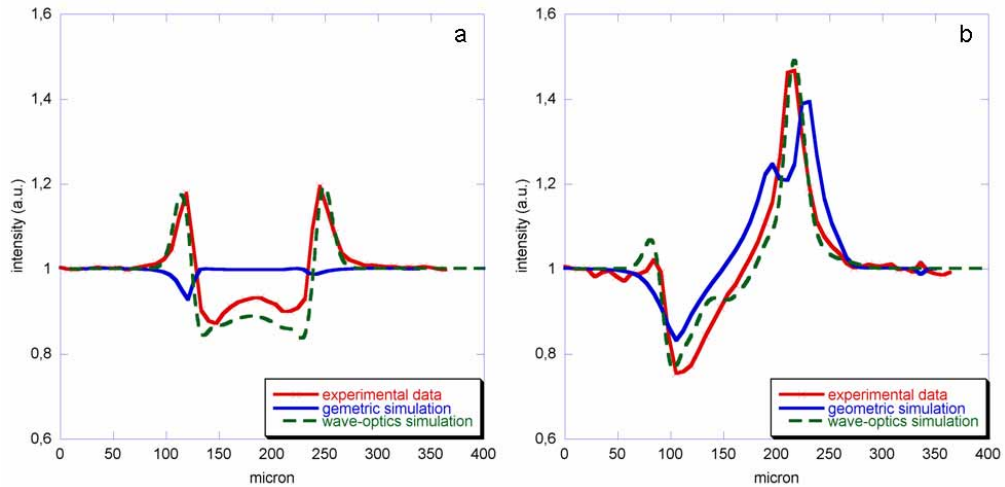 a
1,6
1,4
1,2
1
0,8
0,6
intensity (a.u.)
0 50 100 150 200 250 300 350 400
micron
experimental data
gemetric simulation
wave-optics simulation
b
1,6
1,4
1,2
1
0,8
0,6
intensity (a.u.)
0 50 100 150 200 250 300 350 400
micron
experimental data
geometric simulation
wave-optics simulation